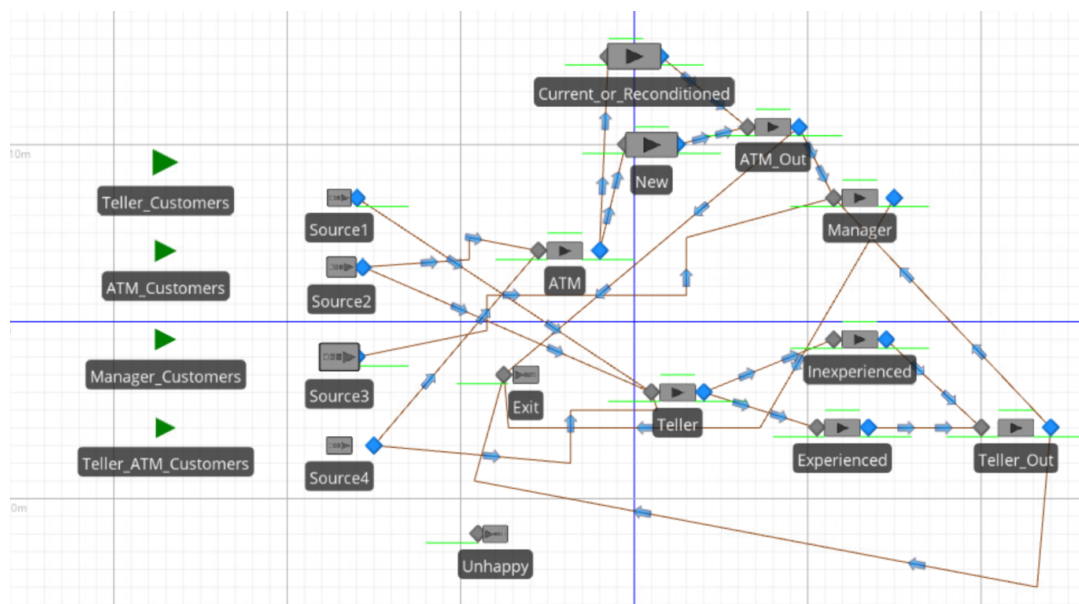 Current_or_Reconditioned
10m
ATM_Out
New
Teller_Customers
Source1
Manager
ATM_Customers
Source2
ATM
Manager_Customers
Source3
Inexperienced
Exit
Teller
Teller_ATM_Customers
Source4
Experienced
Teller_Out
0m
Unhappy